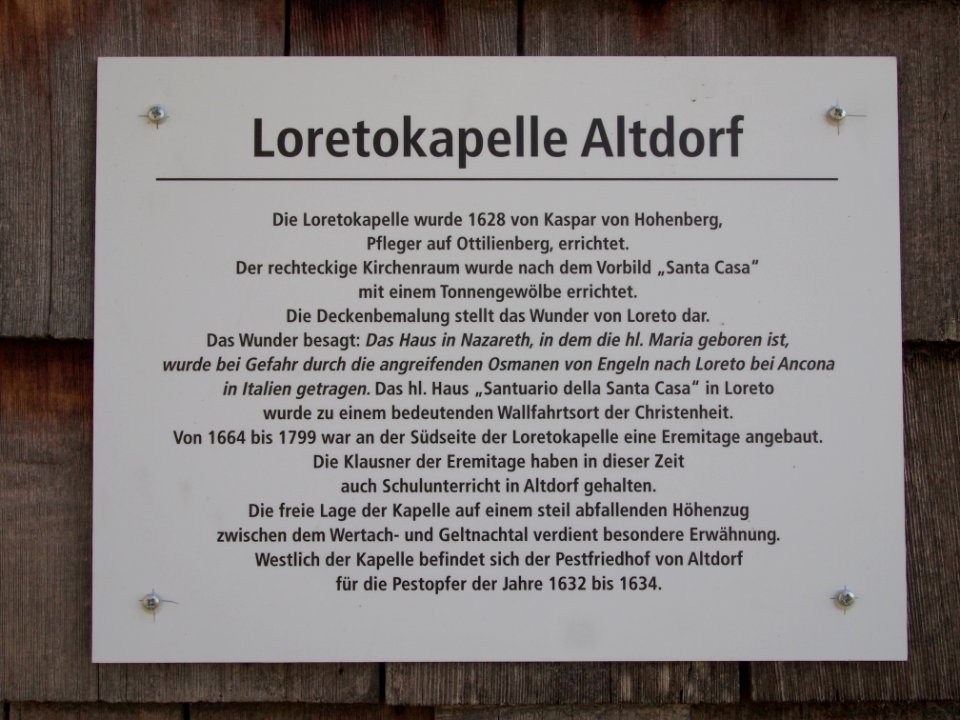 Loretokapelle Altdorf
Die Loretokapelle wurde 1628 von Kaspar von Hohenberg,
Pfleger auf Ottilienberg, errichtet.
Der rechteckige Kirchenraum wurde nach dem Vorbild „Santa Casa“
mit einem Tonnengewölbe errichtet.
Die Deckenbemalung stellt das Wunder von Loreto dar.
Das Wunder besagt: Das Haus in Nazareth, in dem die hl. Maria geboren ist,
wurde bei Gefahr durch die angreifenden Osmanen von Engeln nach Loreto bei Ancona
in Italien getragen. Das hl. Haus „Santuario della Santa Casa“ in Loreto
wurde zu einem bedeutenden Wallfahrtsort der Christenheit.
Von 1664 bis 1799 war an der Südseite der Loretokapelle eine Eremitage angebaut.
Die Klausner der Eremitage haben in dieser Zeit
auch Schulunterricht in Altdorf gehalten.
Die freie Lage der Kapelle auf einem steil abfallenden Höhenzug
zwischen dem Wertach- und Geltnachtal verdient besondere Erwähnung.
Westlich der Kapelle befindet sich der Pestfriedhof von Altdorf
für die Pestopfer der Jahre 1632 bis 1634.